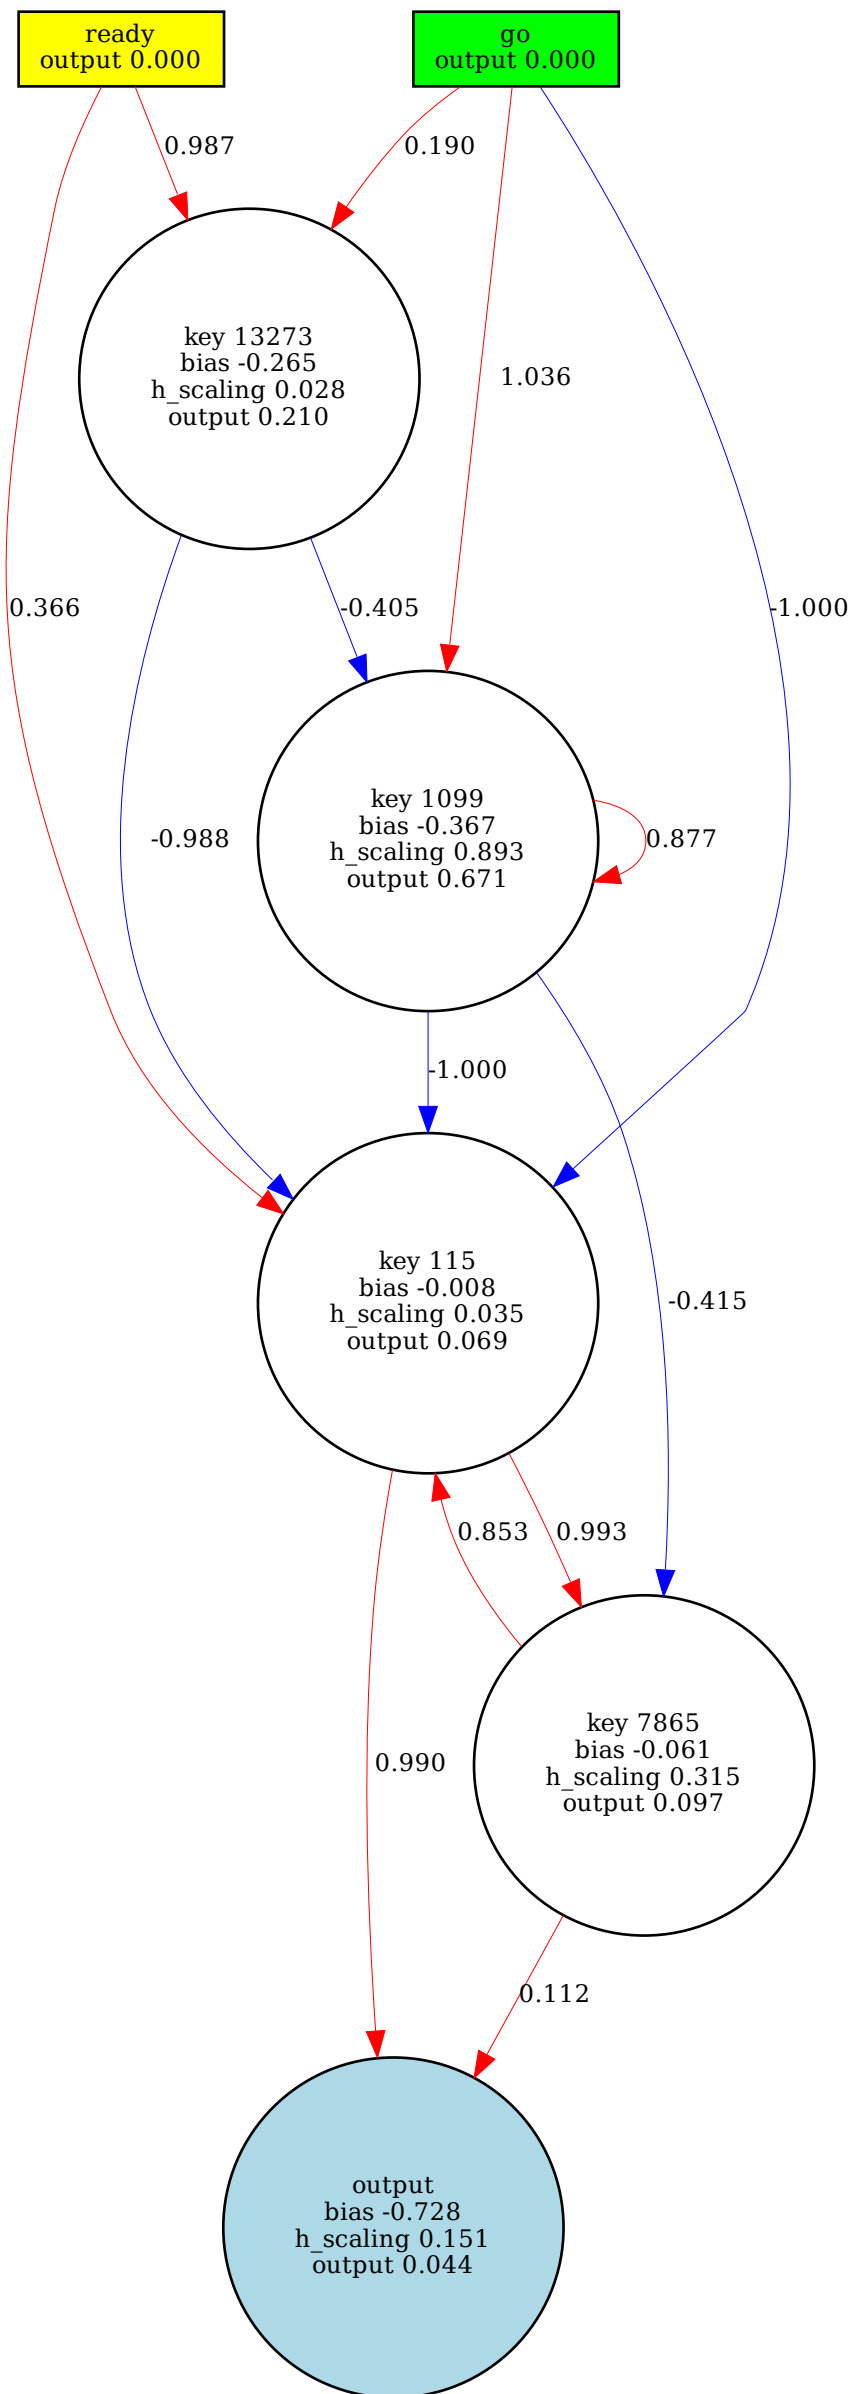 ready
output 0.000
go
output 0.000
0.987
0.190
key 13273
bias -0.265
h_scaling 0.028
output 0.210
1.036
0.366
-0.405
-1.000
key 1099
bias -0.367
h_scaling 0.893
output 0.671
-0.988
0.877
-1.000
key 115
bias -0.008
h_scaling 0.035
output 0.069
-0.415
0.853
0.993
key 7865
bias -0.061
h_scaling 0.315
output 0.097
0.990
0.112
output
bias -0.728
h_scaling 0.151
output 0.044